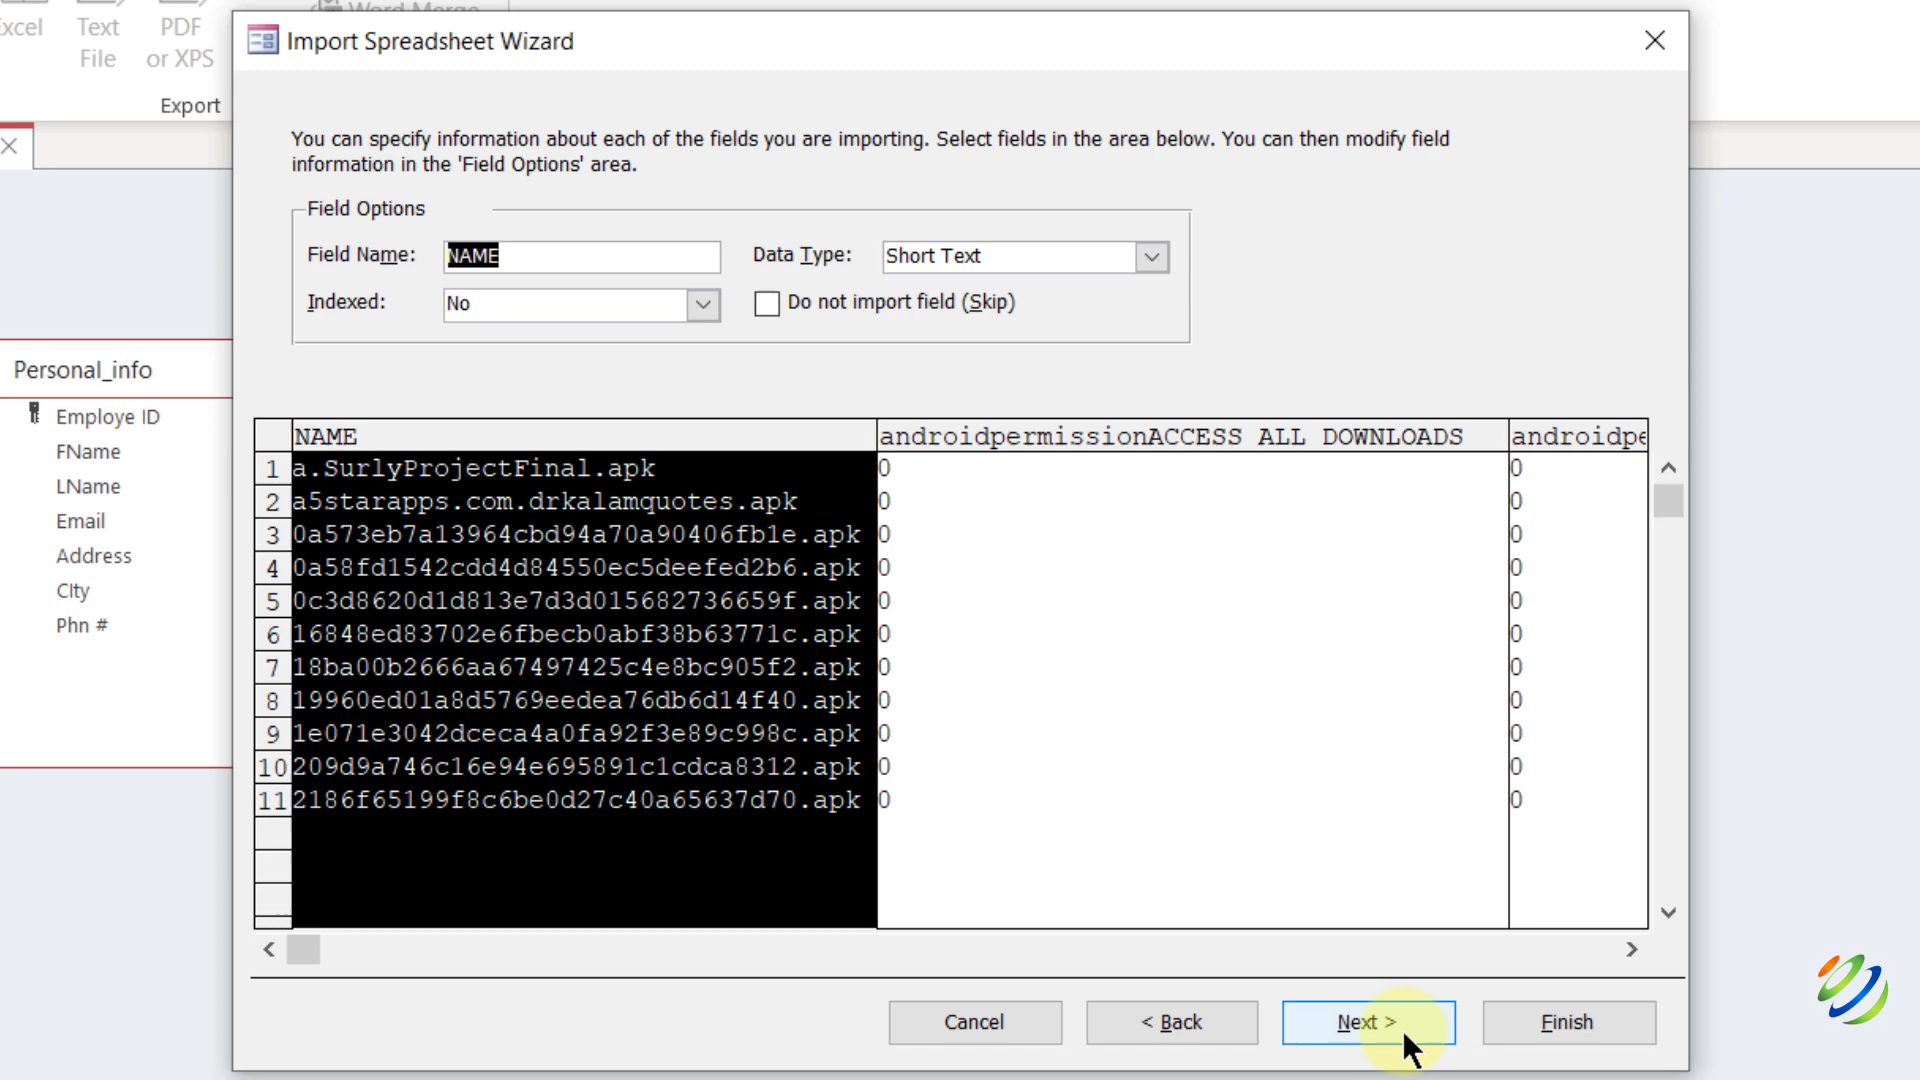 Excel
Text
File
PDF
or XPS
Word Merge
Export
Import Spreadsheet Wizard
You can specify information about each of the fields you are importing. Select fields in the area below. You can then modify field
information in the 'Field Options' area.
Field Options
Field Name: NAME Data Type: Short Text
Indexed: No Do not import field (Skip)
Personal_info
Employe ID
FName
LName
Email
Address
CIty
Phn #
NAME androidpermissionACCESS ALL DOWNLOADS androidpe
1 a.SurlyProjectFinal.apk 0 0
2 a5starapps.com.drkalamquotes.apk 0 0
3 0a573eb7a13964cbd94a70a90406fb1e.apk 0 0
4 0a58fd1542cdd4d84550ec5deefed2b6.apk 0 0
5 0c3d8620d1d813e7d3d015682736659f.apk 0 0
6 16848ed83702e6fbecb0abf38b63771c.apk 0 0
7 18ba00b2666aa67497425c4e8bc905f2.apk 0 0
8 19960ed01a8d5769eedea76db6d14f40.apk 0 0
9 1e071e3042dceca4a0fa92f3e89c998c.apk 0 0
10 209d9a746c16e94e695891c1cdca8312.apk 0 0
11 2186f65199f8c6be0d27c40a65637d70.apk 0 0
Cancel < Back Next > Finish